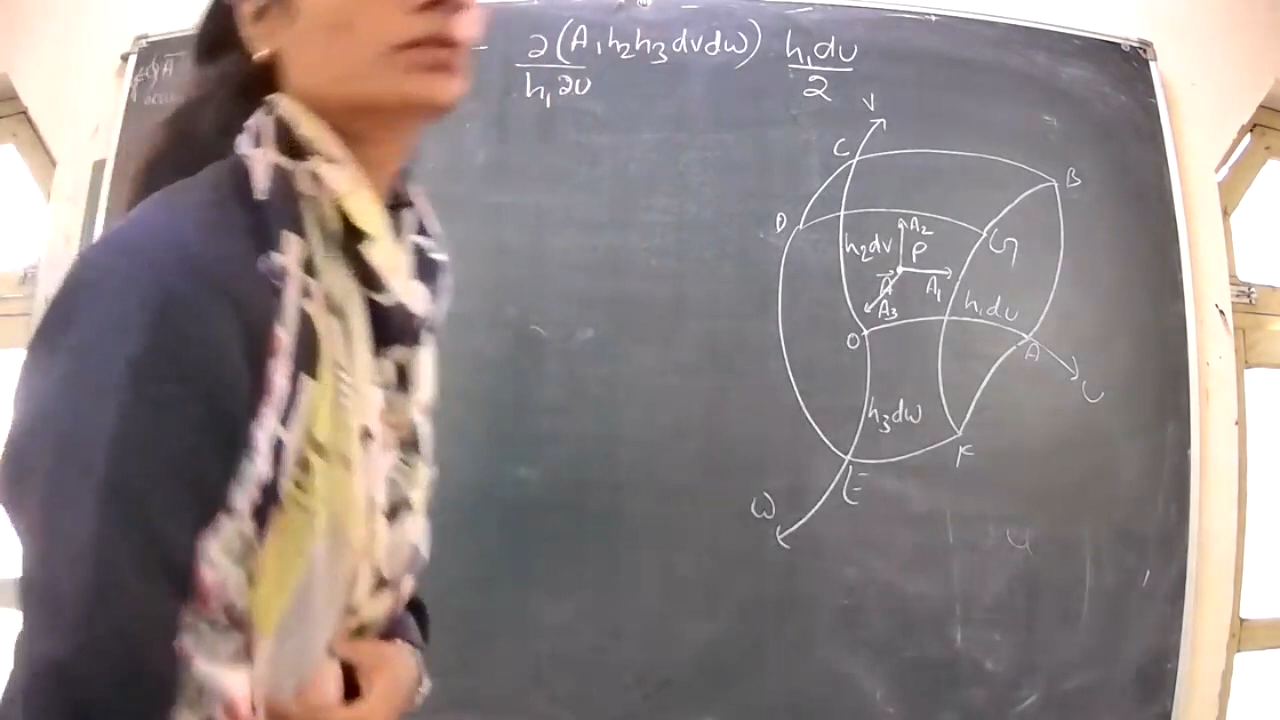 - ∂(A₁h₂h₃dvdw) h₁du
h₁∂u 2
V
C
B
D
A₂
h₂dv
P
G
A
A₁
A₃
h₁du
O
A
U
h₃dw
F
E
W
u